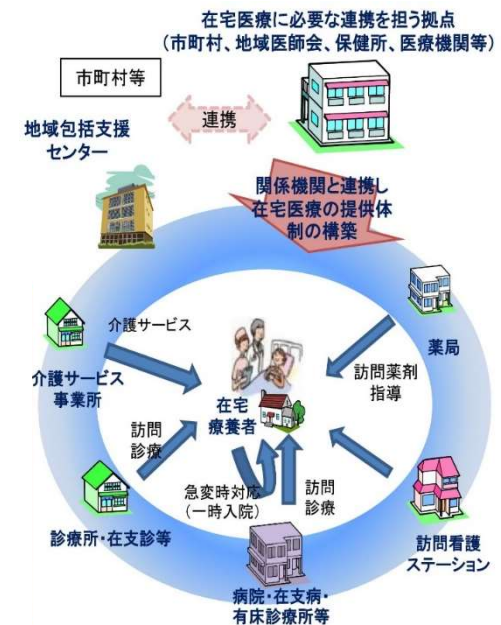 在宅医療に必要な連携を担う拠点
（市町村、地域医師会、保健所、医療機関等）
市町村等
連携
地域包括支援
センター
関係機関と連携し
在宅医療の提供体
制の構築
介護サービス
介護サービス
事業所
薬局
訪問薬剤
指導
在宅
療養者
訪問
診療
急変時対応
（一時入院）
訪問
診療
診療所・在支診等
訪問看護
ステーション
病院・在支病・
有床診療所等